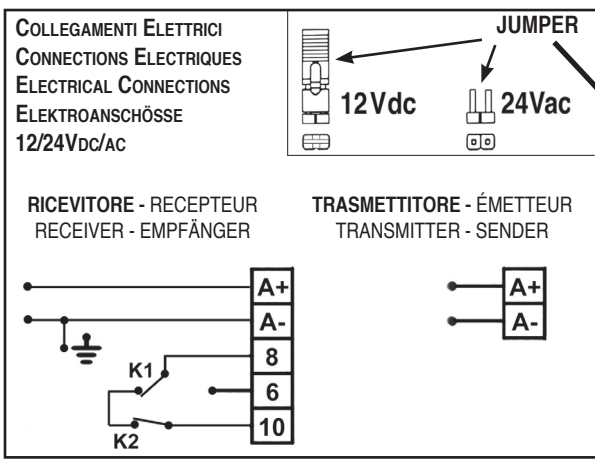 COLLEGAMENTI ELETTRICI
CONNECTIONS ELECTRIQUES
ELECTRICAL CONNECTIONS
ELEKTROANSCHÖSSE
12/24VDC/AC
JUMPER
12Vdc
24Vac
RICEVITORE - RECEPTEUR
RECEIVER - EMPFÄNGER
TRASMETTITORE - ÉMETTEUR
TRANSMITTER - SENDER
A+
A-
8
6
10
K1
K2
A+
A-